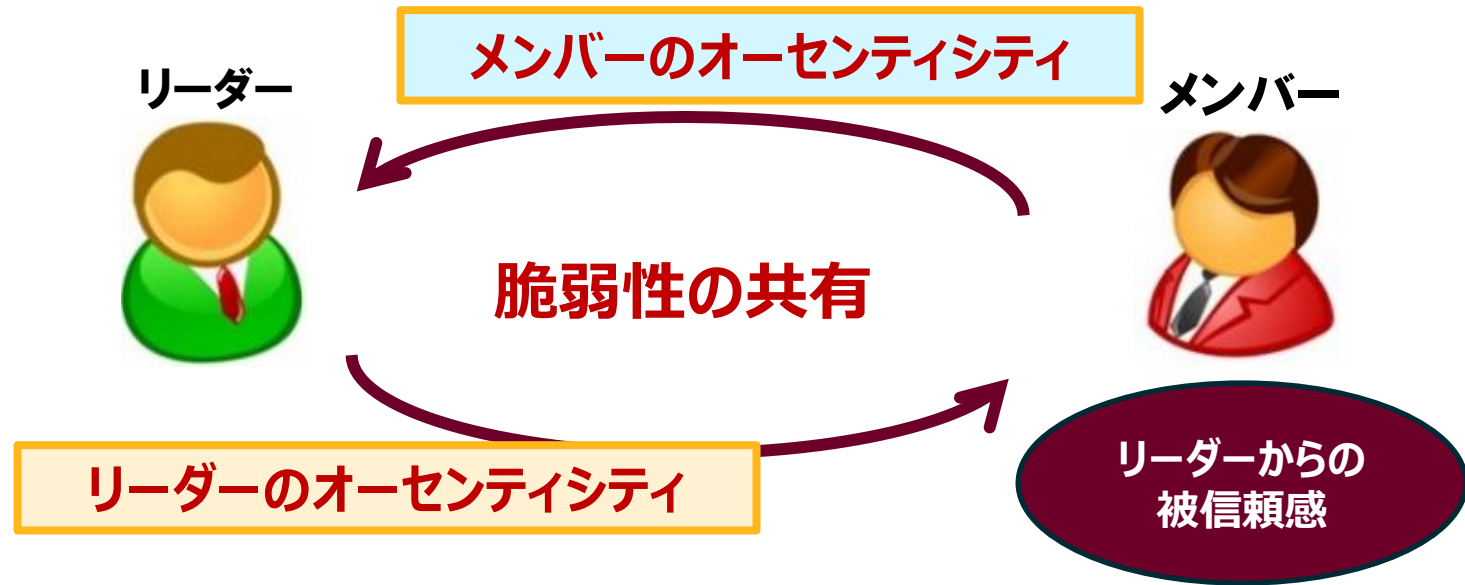 メンバーのオーセンティシティ
リーダー
メンバー
脆弱性の共有
リーダーのオーセンティシティ
リーダーからの
被信頼感